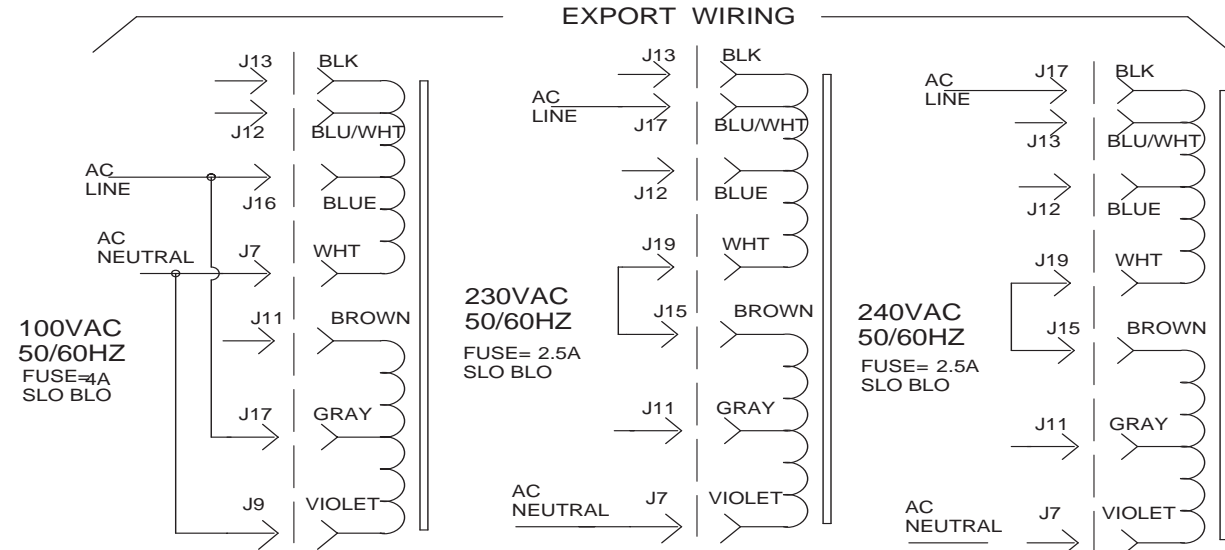 EXPORT WIRING
J13 BLK
J12 BLU/WHT
AC
LINE
J16 BLUE
AC
NEUTRAL
J7 WHT
J11 BROWN
100VAC
50/60HZ
FUSE=4A
SLO BLO
J17 GRAY
J9 VIOLET
J13 BLK
AC
LINE
J17 BLU/WHT
J12 BLUE
J19 WHT
230VAC
50/60HZ
FUSE= 2.5A
SLO BLO
J15 BROWN
J11 GRAY
AC
NEUTRAL
J7 VIOLET
J17 BLK
AC
LINE
J13 BLU/WHT
J12 BLUE
J19 WHT
240VAC
50/60HZ
FUSE= 2.5A
SLO BLO
J15 BROWN
J11 GRAY
AC
NEUTRAL
J7 VIOLET